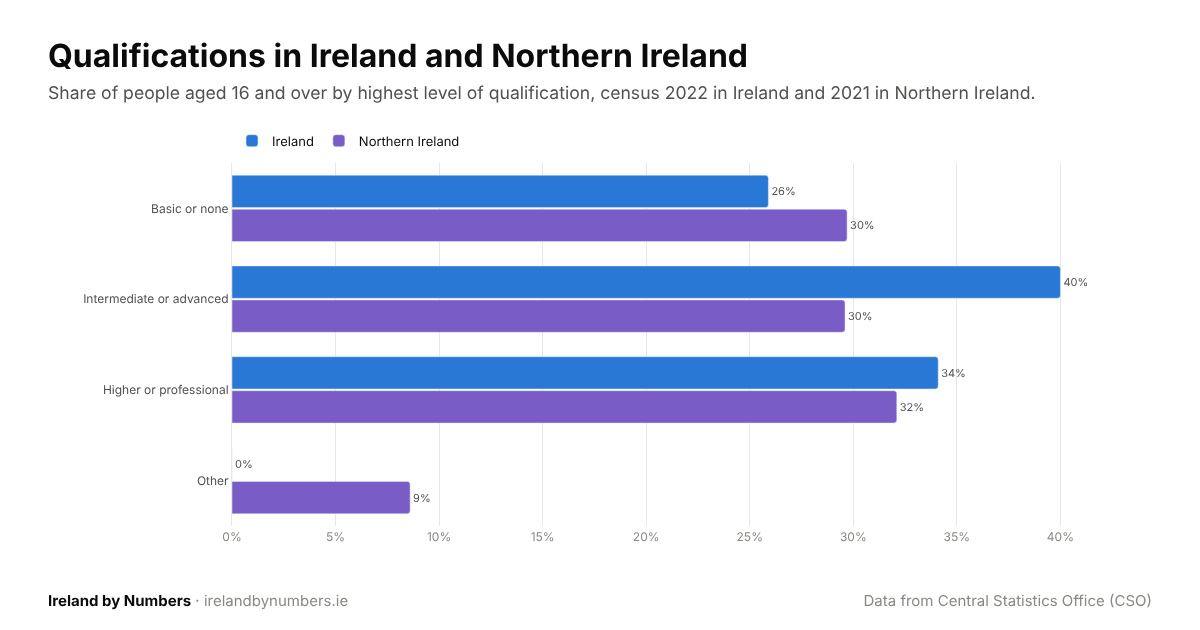 Qualifications in Ireland and Northern Ireland
Share of people aged 16 and over by highest level of qualification, census 2022 in Ireland and 2021 in Northern Ireland.
Ireland Northern Ireland
26%
Basic or none
30%
40%
Intermediate or advanced
30%
34%
Higher or professional
32%
0%
Other
9%
0% 5% 10% 15% 20% 25% 30% 35% 40%
Ireland by Numbers · irelandbynumbers.ie
Data from Central Statistics Office (CSO)